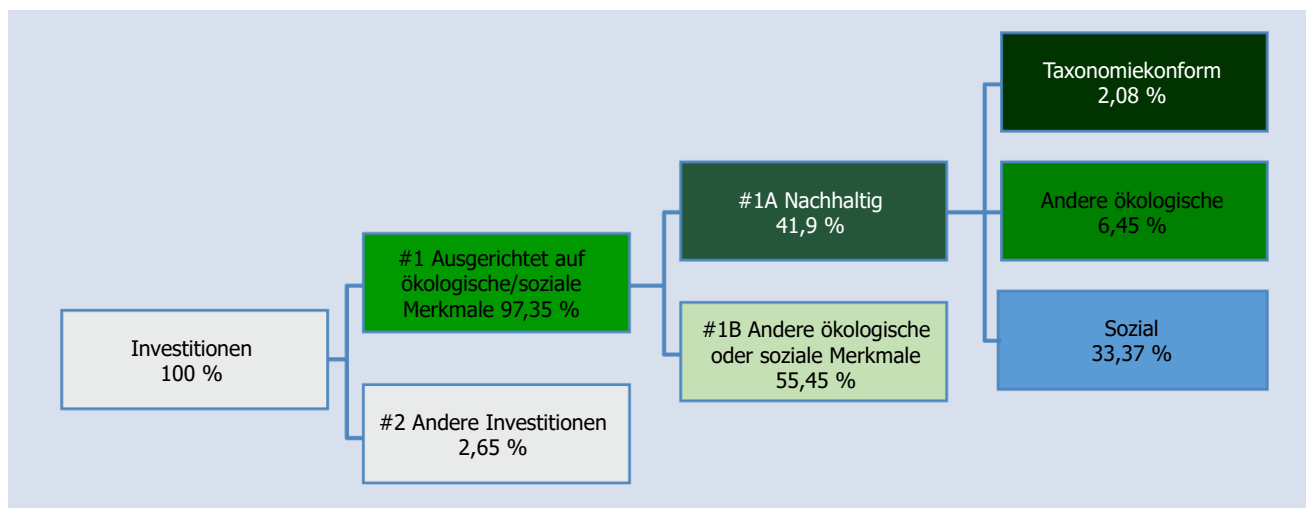 Investitionen
100 %
#1 Ausgerichtet auf
ökologische/soziale
Merkmale 97,35 %
#2 Andere Investitionen
2,65 %
#1A Nachhaltig
41,9 %
#1B Andere ökologische
oder soziale Merkmale
55,45 %
Taxonomiekonform
2,08 %
Andere ökologische
6,45 %
Sozial
33,37 %